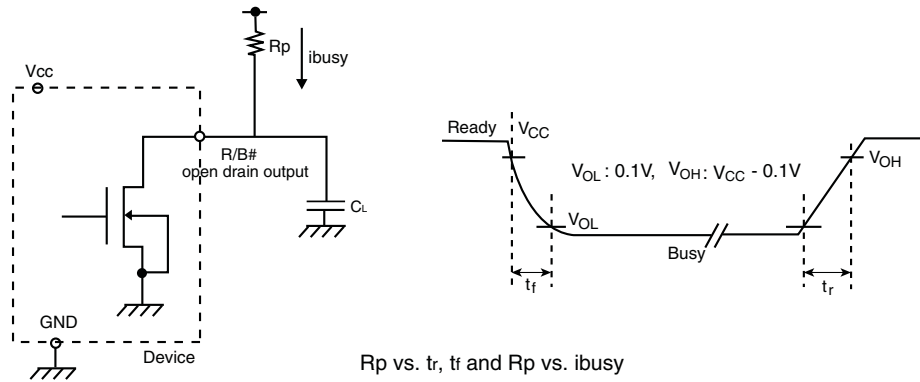 Rp
ibusy
Vcc
R/B#
open drain output
CL
GND
Device
Ready
VCC
VOH
VOL : 0.1V, VOH : VCC - 0.1V
VOL
Busy
tf
tr
Rp vs. tr, tf and Rp vs. ibusy